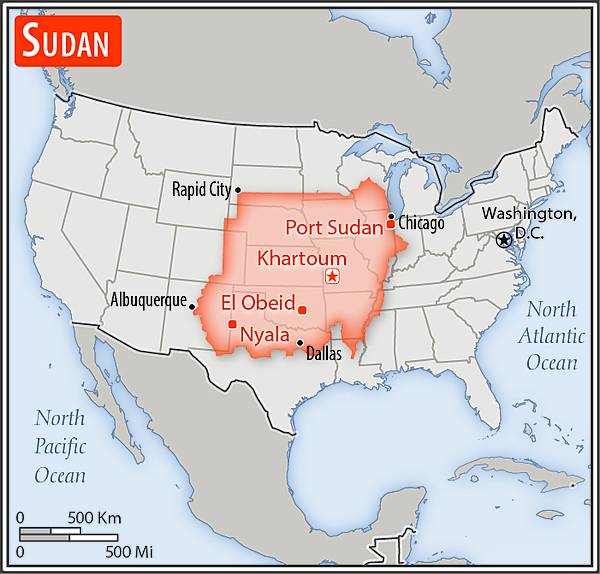 SUDAN
Rapid City
Port Sudan
Chicago
Washington,
D.C.
Khartoum
Albuquerque
El Obeid
Nyala
Dallas
North
Atlantic
Ocean
North
Pacific
Ocean
0 500 Km
0 500 Mi